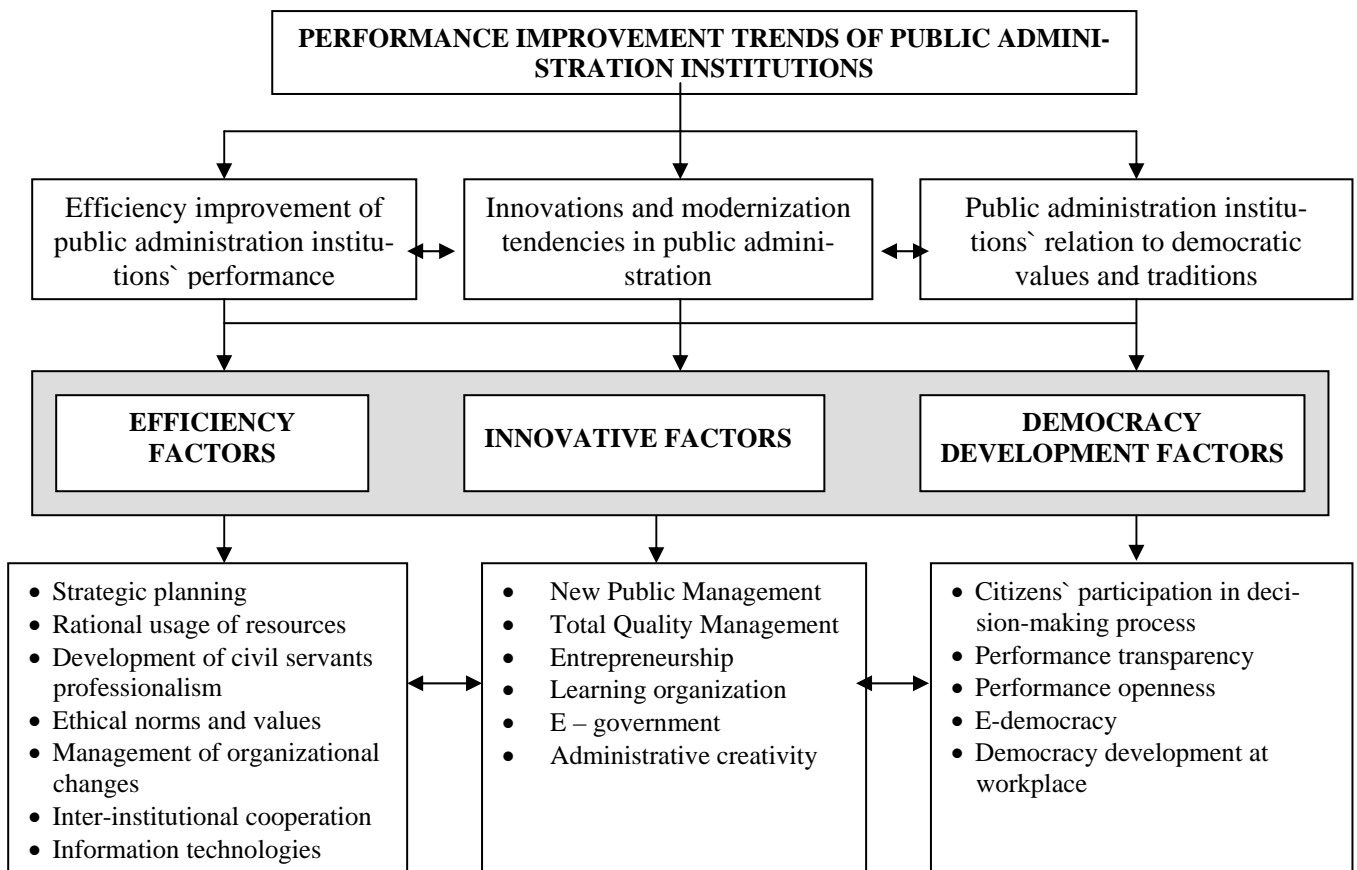 PERFORMANCE IMPROVEMENT TRENDS OF PUBLIC ADMINI-
STRATION INSTITUTIONS
Efficiency improvement of
public administration institu-
tions` performance
Innovations and modernization
tendencies in public admini-
stration
Public administration institu-
tions` relation to democratic
values and traditions
EFFICIENCY
FACTORS
INNOVATIVE FACTORS
DEMOCRACY
DEVELOPMENT FACTORS
• Strategic planning
• Rational usage of resources
• Development of civil servants
professionalism
• Ethical norms and values
• Management of organizational
changes
• Inter-institutional cooperation
• Information technologies
• New Public Management
• Total Quality Management
• Entrepreneurship
• Learning organization
• E – government
• Administrative creativity
• Citizens` participation in deci-
sion-making process
• Performance transparency
• Performance openness
• E-democracy
• Democracy development at
workplace